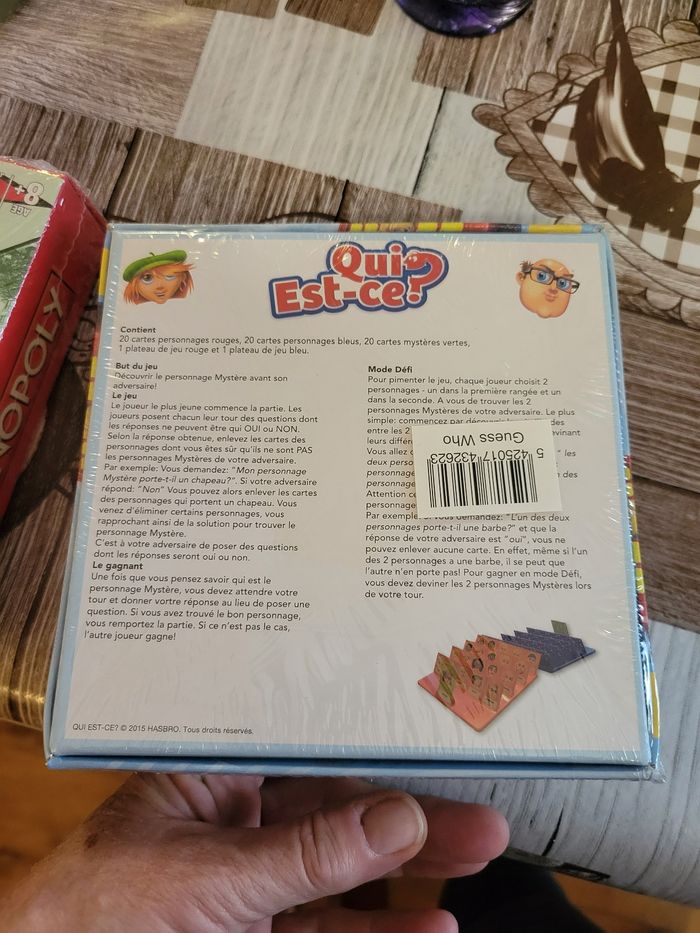 Qui
Est-ce?
Contient
20 cartes personnages rouges, 20 cartes personnages bleus, 20 cartes mystères vertes,
1 plateau de jeu rouge et 1 plateau de jeu bleu.
But du jeu
Découvrir le personnage Mystère avant son
adversaire!
Le jeu
Le joueur le plus jeune commence la partie. Les
joueurs posent chacun leur tour des questions dont
les réponses ne peuvent être qui OUI ou NON.
Selon la réponse obtenue, enlevez les cartes des
personnages dont vous êtes sûr qu'ils ne sont PAS
les personnages Mystères de votre adversaire.
Par exemple: Vous demandez: "Mon personnage
Mystère porte-t-il un chapeau?". Si votre adversaire
répond: "Non" Vous pouvez alors enlever les cartes
des personnages qui portent un chapeau. Vous
venez d'éliminer certains personnages, vous
rapprochant ainsi de la solution pour trouver le
personnage Mystère.
C'est à votre adversaire de poser des questions
dont les réponses seront oui ou non.
Le gagnant
Une fois que vous pensez savoir qui est le
personnage Mystère, vous devez attendre votre
tour et donner vortre réponse au lieu de poser une
question. Si vous avez trouvé le bon personnage,
vous remportez la partie. Si ce n'est pas le cas,
l'autre joueur gagne!
Mode Défi
Pour pimenter le jeu, chaque joueur choisit 2
personnages - un dans la première rangée et un
dans la seconde. A vous de trouver les 2
personnages Mystères de votre adversaire. Le plus
simple: commencez par
entre les 2
leurs
Vous allez
" les
deux
des
Attention
Par exemple: Si vous demandez: "L'un des deux
personnages porte-t-il une barbe?" et que la
réponse de votre adversaire est "oui", vous ne
pouvez enlever aucune carte. En effet, même si l'un
des 2 personnages a une barbe, il se peut que
l'autre n'en porte pas! Pour gagner en mode Défi,
vous devez deviner les 2 personnages Mystères lors
de votre tour.
5 425017 432623
Guess Who
QUI EST-CE? © 2015 HASBRO. Tous droits réservés.
NOPOLY
AGE
8+